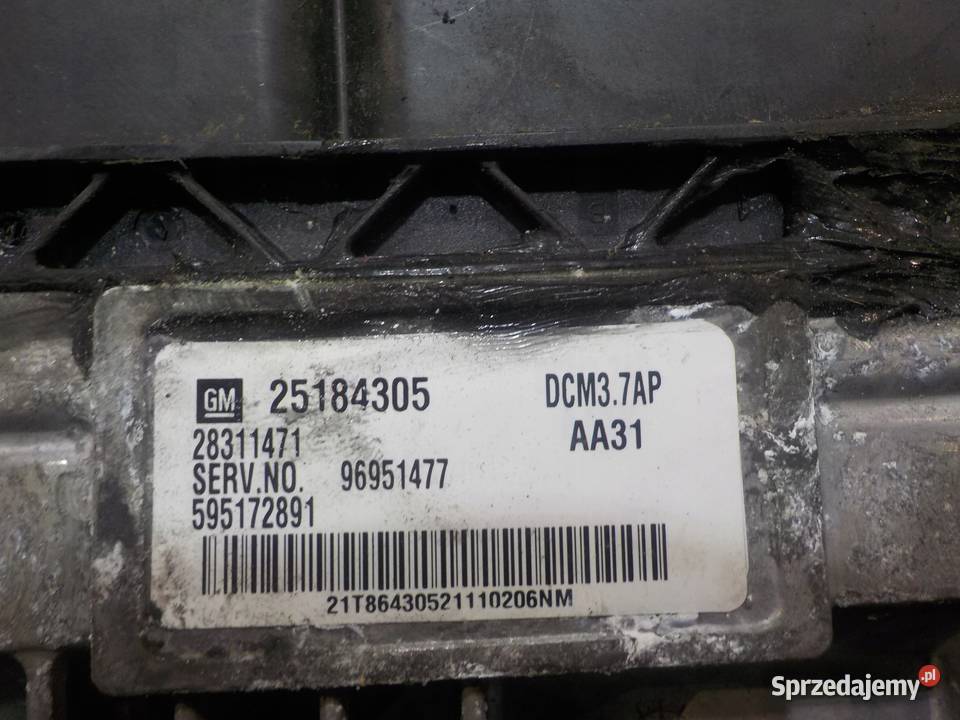 GM 25184305 DCM3.7AP
28311471 AA31
SERV.NO. 96951477
595172891
21T86430521110206NM
Sprzedajemy.pl